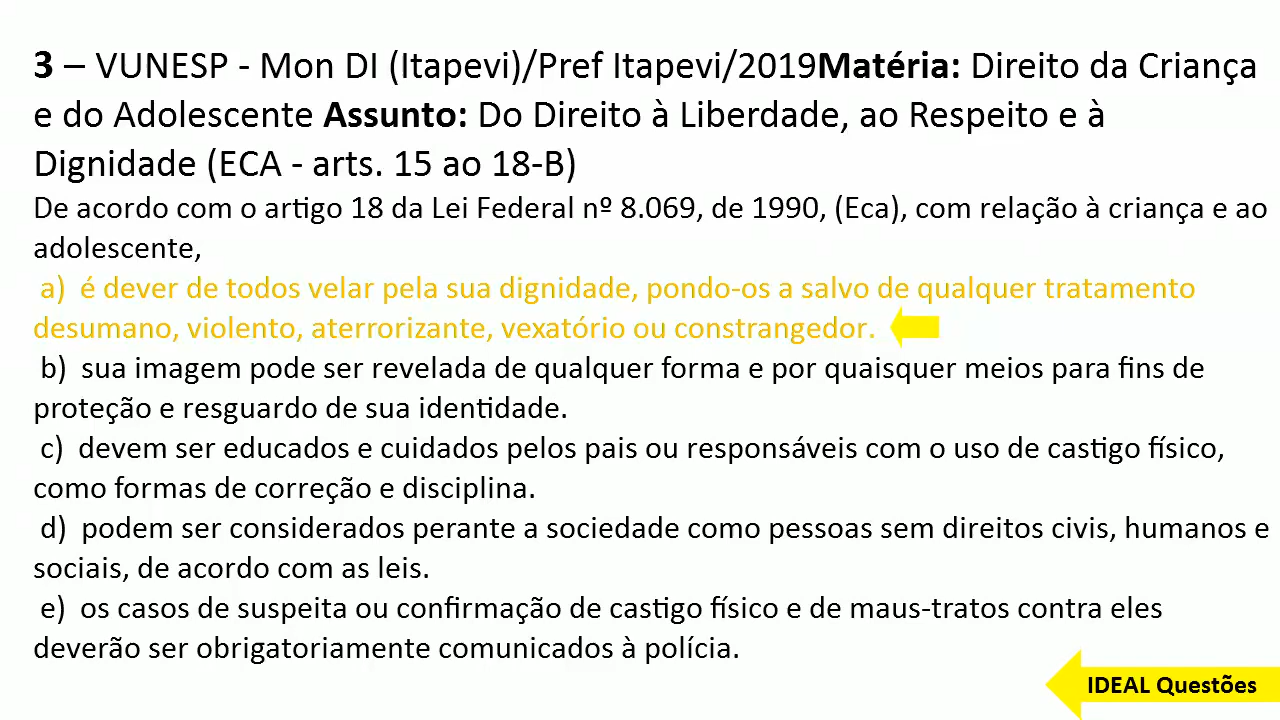 3 – VUNESP - Mon DI (Itapevi)/Pref Itapevi/2019Matéria: Direito da Criança
e do Adolescente Assunto: Do Direito à Liberdade, ao Respeito e à
Dignidade (ECA - arts. 15 ao 18-B)
De acordo com o artigo 18 da Lei Federal nº 8.069, de 1990, (Eca), com relação à criança e ao
adolescente,
a) é dever de todos velar pela sua dignidade, pondo-os a salvo de qualquer tratamento
desumano, violento, aterrorizante, vexatório ou constrangedor.
b) sua imagem pode ser revelada de qualquer forma e por quaisquer meios para fins de
proteção e resguardo de sua identidade.
c) devem ser educados e cuidados pelos pais ou responsáveis com o uso de castigo físico,
como formas de correção e disciplina.
d) podem ser considerados perante a sociedade como pessoas sem direitos civis, humanos e
sociais, de acordo com as leis.
e) os casos de suspeita ou confirmação de castigo físico e de maus-tratos contra eles
deverão ser obrigatoriamente comunicados à polícia.
IDEAL Questões